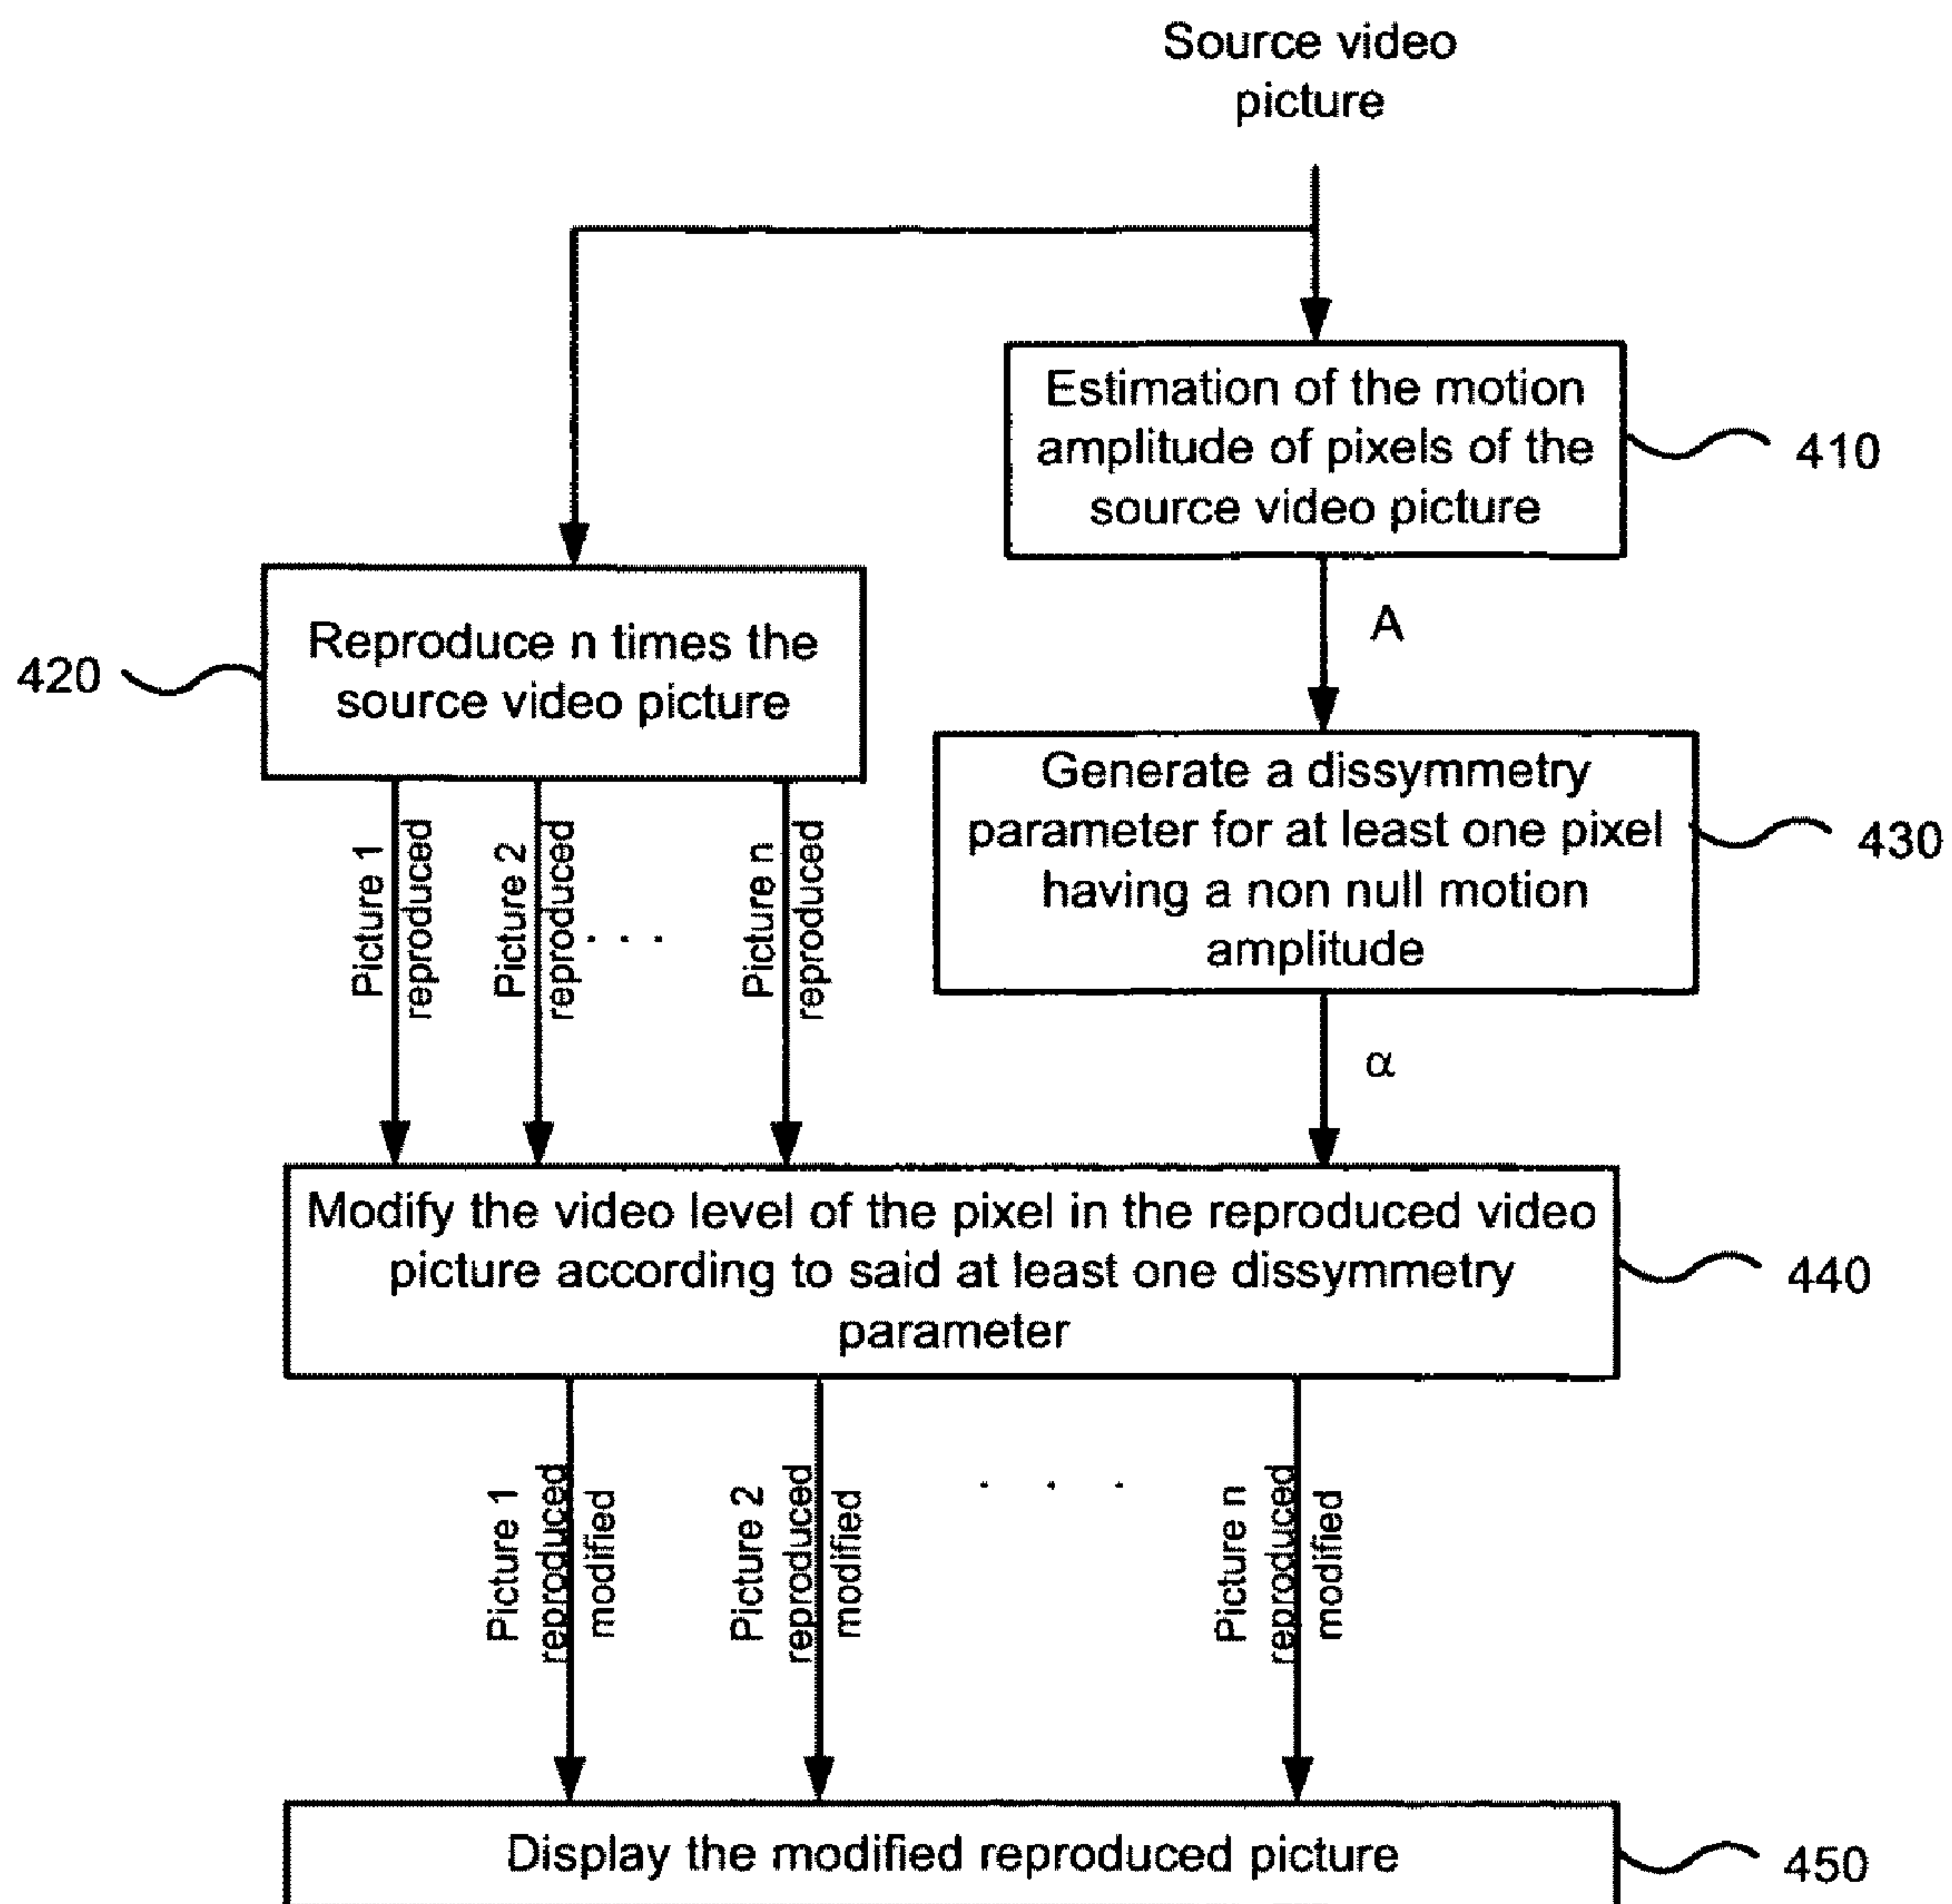 Source video
picture
Estimation of the motion
amplitude of pixels of the
source video picture
410
A
Reproduce n times the
source video picture
420
Generate a dissymmetry
parameter for at least one pixel
having a non null motion
amplitude
430
Picture 1
reproduced
Picture 2
reproduced
. . .
Picture n
reproduced
α
Modify the video level of the pixel in the reproduced video
picture according to said at least one dissymmetry
parameter
440
Picture 1
reproduced
modified
Picture 2
reproduced
modified
. . .
Picture n
reproduced
modified
Display the modified reproduced picture
450